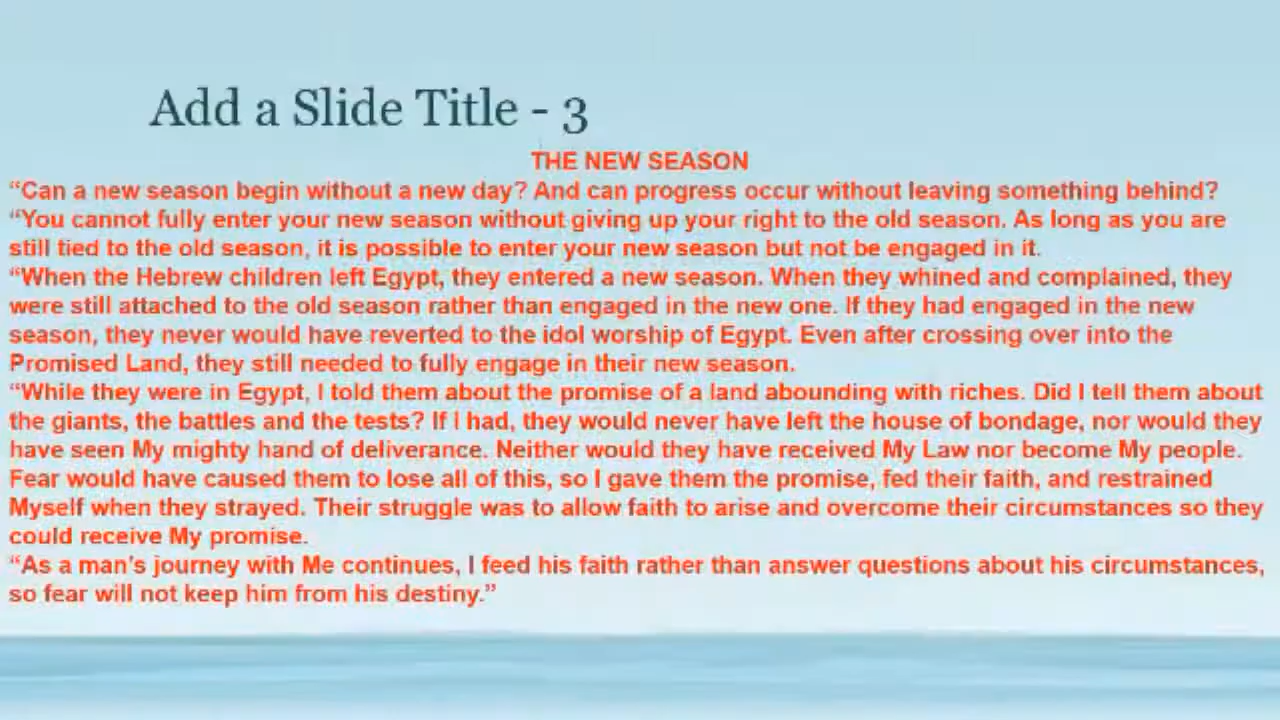 Add a Slide Title - 3
THE NEW SEASON
“Can a new season begin without a new day? And can progress occur without leaving something behind?
“You cannot fully enter your new season without giving up your right to the old season. As long as you are
still tied to the old season, it is possible to enter your new season but not be engaged in it.
“When the Hebrew children left Egypt, they entered a new season. When they whined and complained, they
were still attached to the old season rather than engaged in the new one. If they had engaged in the new
season, they never would have reverted to the idol worship of Egypt. Even after crossing over into the
Promised Land, they still needed to fully engage in their new season.
“While they were in Egypt, I told them about the promise of a land abounding with riches. Did I tell them about
the giants, the battles and the tests? If I had, they would never have left the house of bondage, nor would they
have seen My mighty hand of deliverance. Neither would they have received My Law nor become My people.
Fear would have caused them to lose all of this, so I gave them the promise, fed their faith, and restrained
Myself when they strayed. Their struggle was to allow faith to arise and overcome their circumstances so they
could receive My promise.
“As a man’s journey with Me continues, I feed his faith rather than answer questions about his circumstances,
so fear will not keep him from his destiny.”